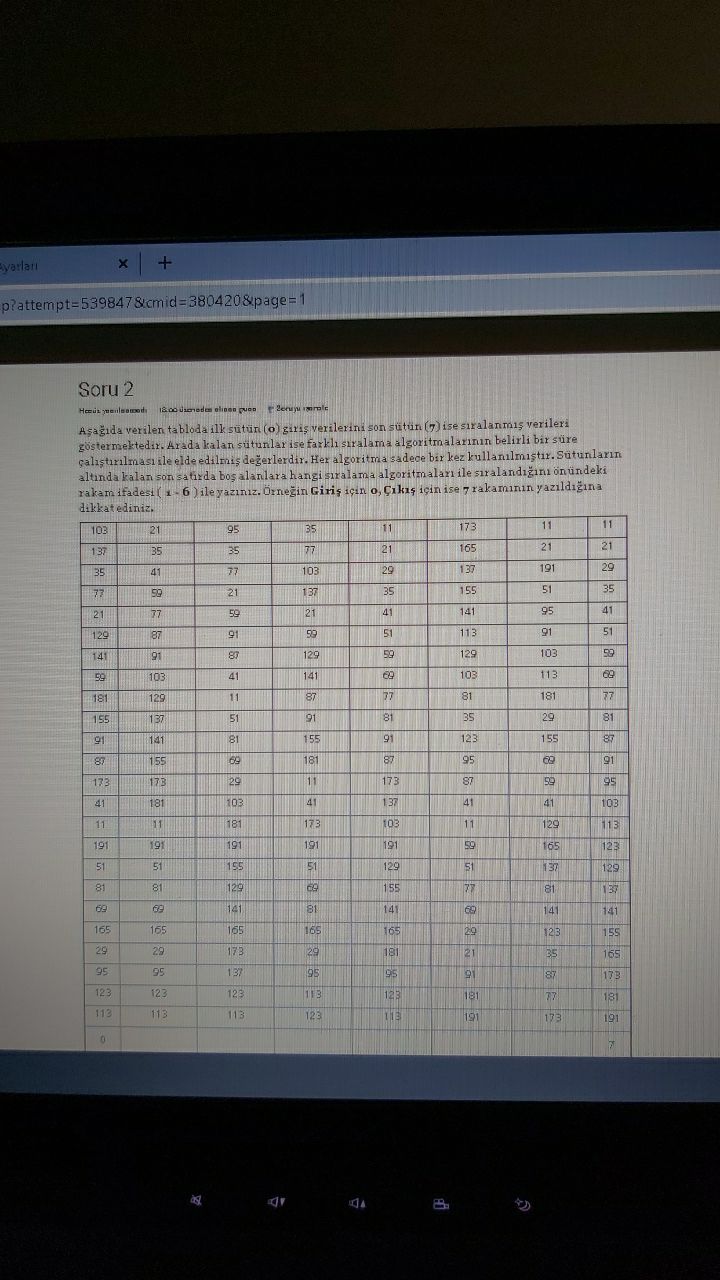 Ayarları × +
p?attempt=539847&cmid=380420&page=1
Soru 2
Aşağıda verilen tabloda ilk sütün (0) giriş verilerini son sütün (7) ise sıralanmış verileri
göstermektedir. Arada kalan sütunlar ise farklı sıralama algoritmalarının belirli bir süre
çalıştırılması ile elde edilmiş değerlerdir. Her algoritma sadece bir kez kullanılmıştır. Sütunların
altında kalan son satırda boş alanlara hangi sıralama algoritmaları ile sıralandığını önündeki
rakam ifadesi ( 1 - 6 ) ile yazınız. Örneğin Giriş için 0, Çıkış için ise 7 rakamının yazıldığına
dikkat ediniz.
103 21 95 35 11 173 11 11
137 35 35 77 21 165 21 21
35 41 77 103 29 137 191 29
77 59 21 137 35 155 51 35
21 77 59 21 41 141 95 41
129 87 91 59 51 113 91 51
141 91 87 129 59 129 103 59
59 103 41 141 69 103 113 69
181 129 11 87 77 81 181 77
155 137 51 91 81 35 29 81
91 141 81 155 91 123 155 87
87 155 69 181 87 95 69 91
173 173 29 11 173 87 59 95
41 181 103 41 137 41 41 103
11 11 181 173 103 11 129 113
191 191 191 191 191 59 165 123
51 51 155 51 129 51 137 129
81 81 129 69 155 77 81 137
69 69 141 81 141 69 141 141
165 165 165 165 165 29 123 155
29 29 173 29 181 21 35 165
95 95 137 95 95 91 87 173
123 123 123 113 123 181 77 181
113 113 113 123 113 191 173 191
0 7